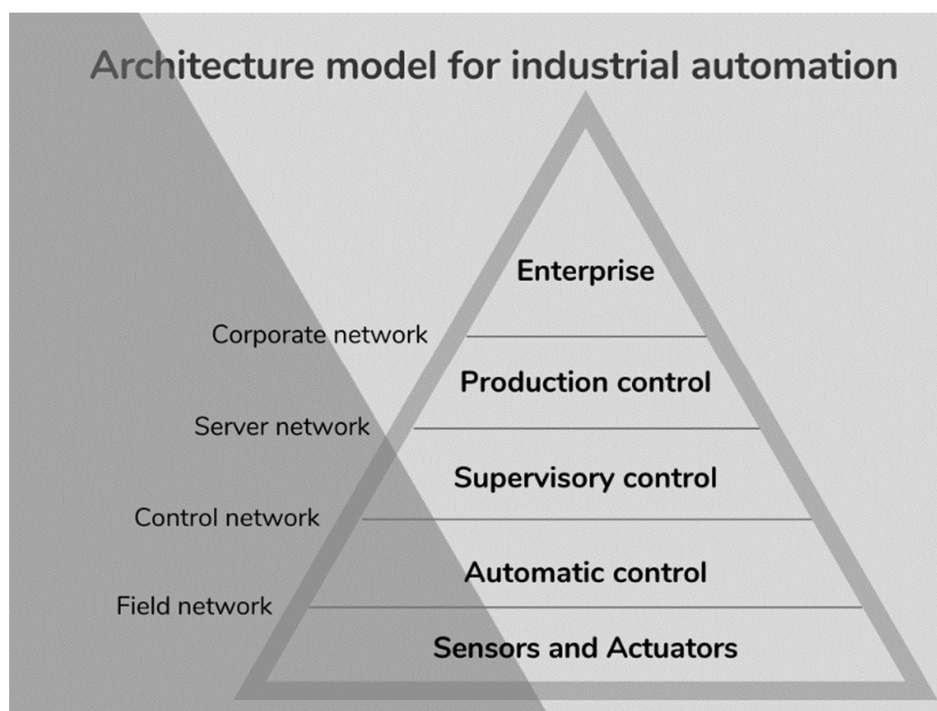 Architecture model for industrial automation
Enterprise
Corporate network
Production control
Server network
Supervisory control
Control network
Automatic control
Field network
Sensors and Actuators